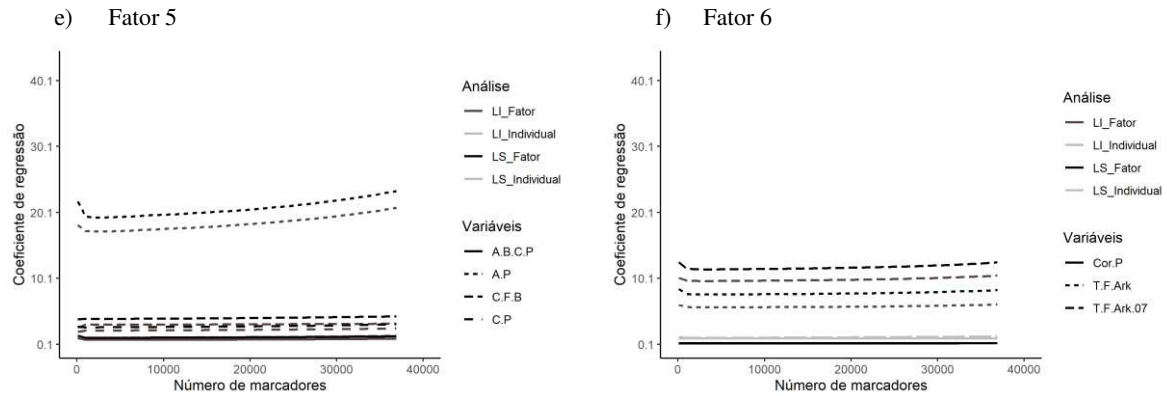 e) Fator 5
Coeficiente de regressão
40.1
30.1
20.1
10.1
0.1
0
10000
20000
30000
40000
Número de marcadores
Análise
LI_Fator
LI_Individual
LS_Fator
LS_Individual
Variáveis
A.B.C.P
A.P
C.F.B
C.P
f) Fator 6
Coeficiente de regressão
40.1
30.1
20.1
10.1
0.1
0
10000
20000
30000
40000
Número de marcadores
Análise
LI_Fator
LI_Individual
LS_Fator
LS_Individual
Variáveis
Cor.P
T.F.Ark
T.F.Ark.07